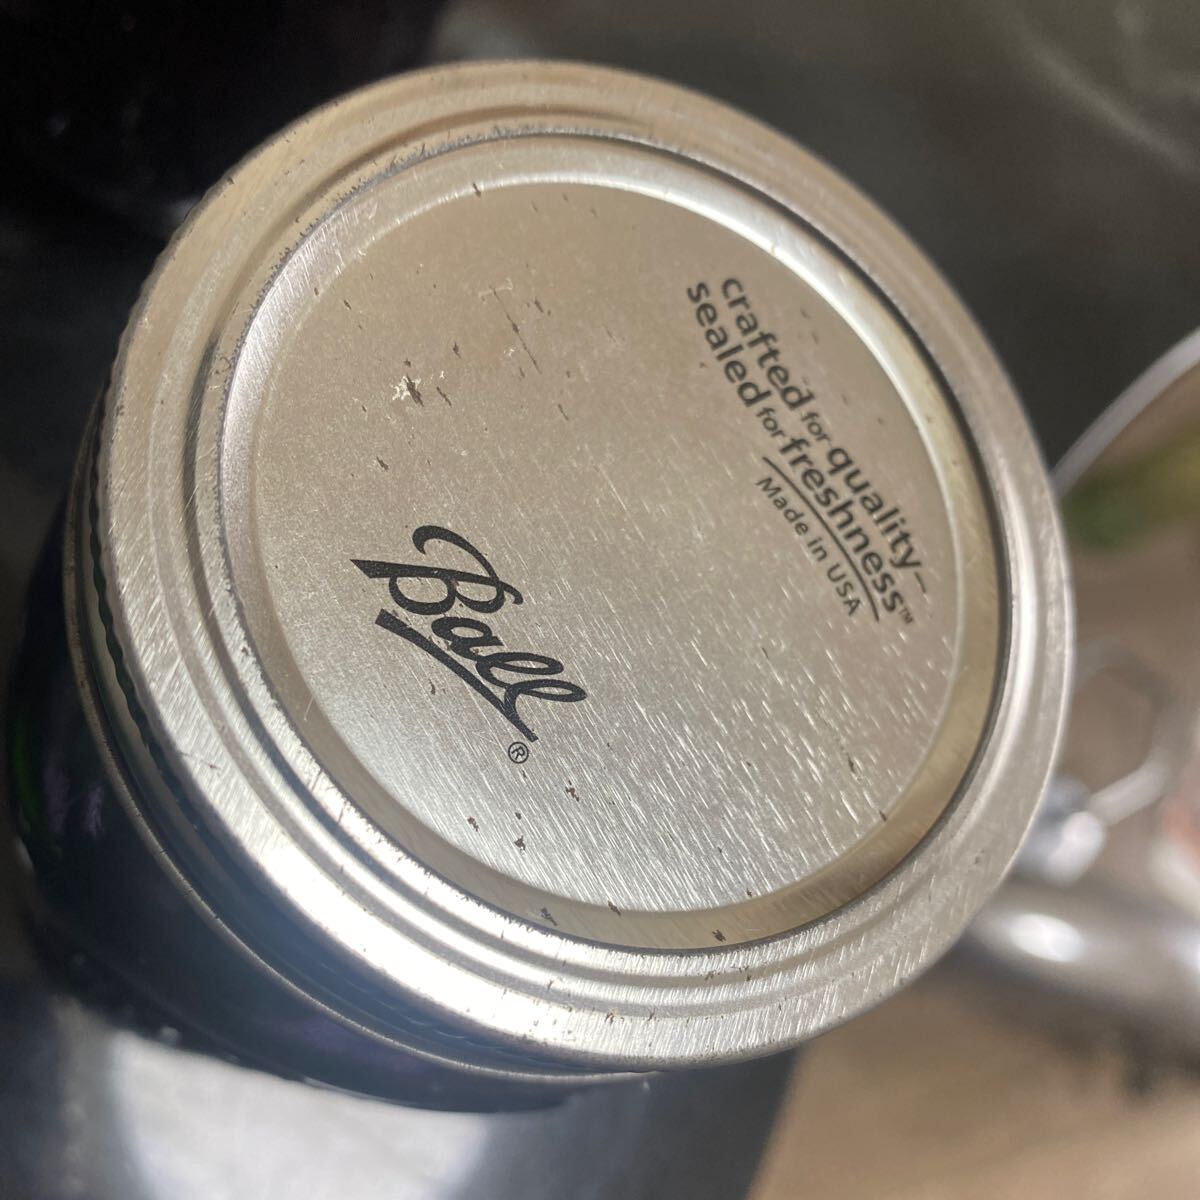 Ball®
crafted for quality
sealed for freshness™
Made in USA